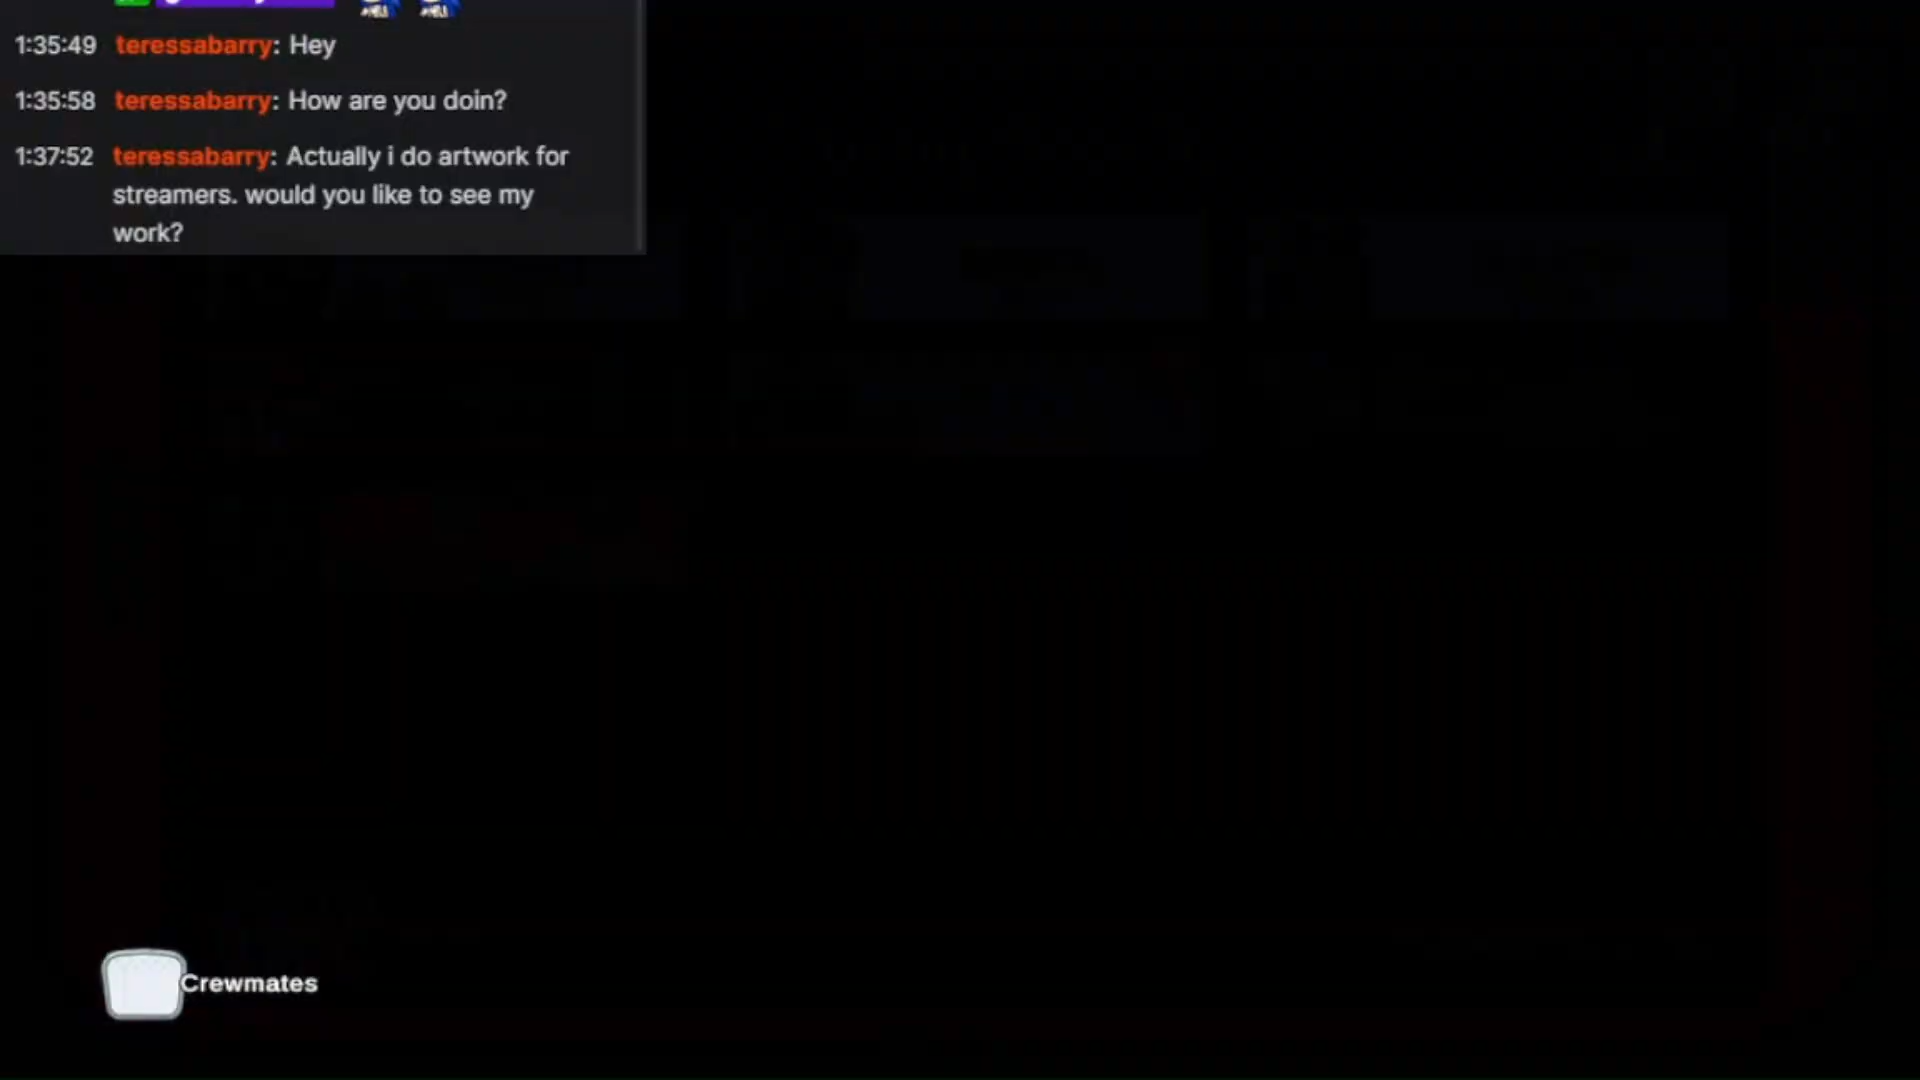 1:35:49 teressabarry: Hey
1:35:58 teressabarry: How are you doin?
1:37:52 teressabarry: Actually i do artwork for
streamers. would you like to see my
work?
Crewmates